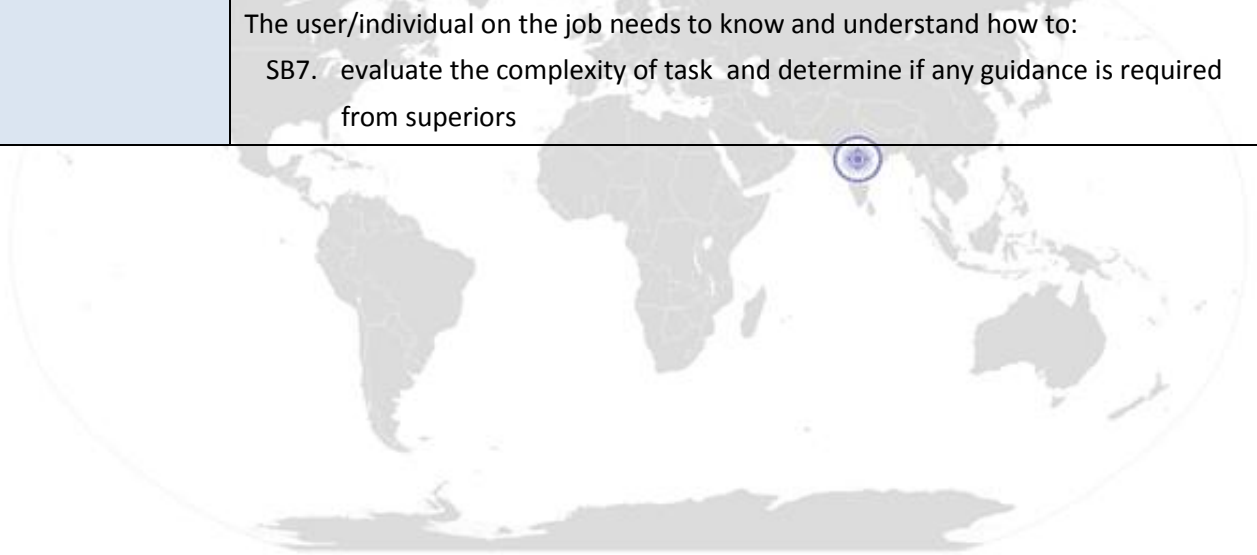 The user/individual on the job needs to know and understand how to:
SB7. evaluate the complexity of task and determine if any guidance is required
from superiors